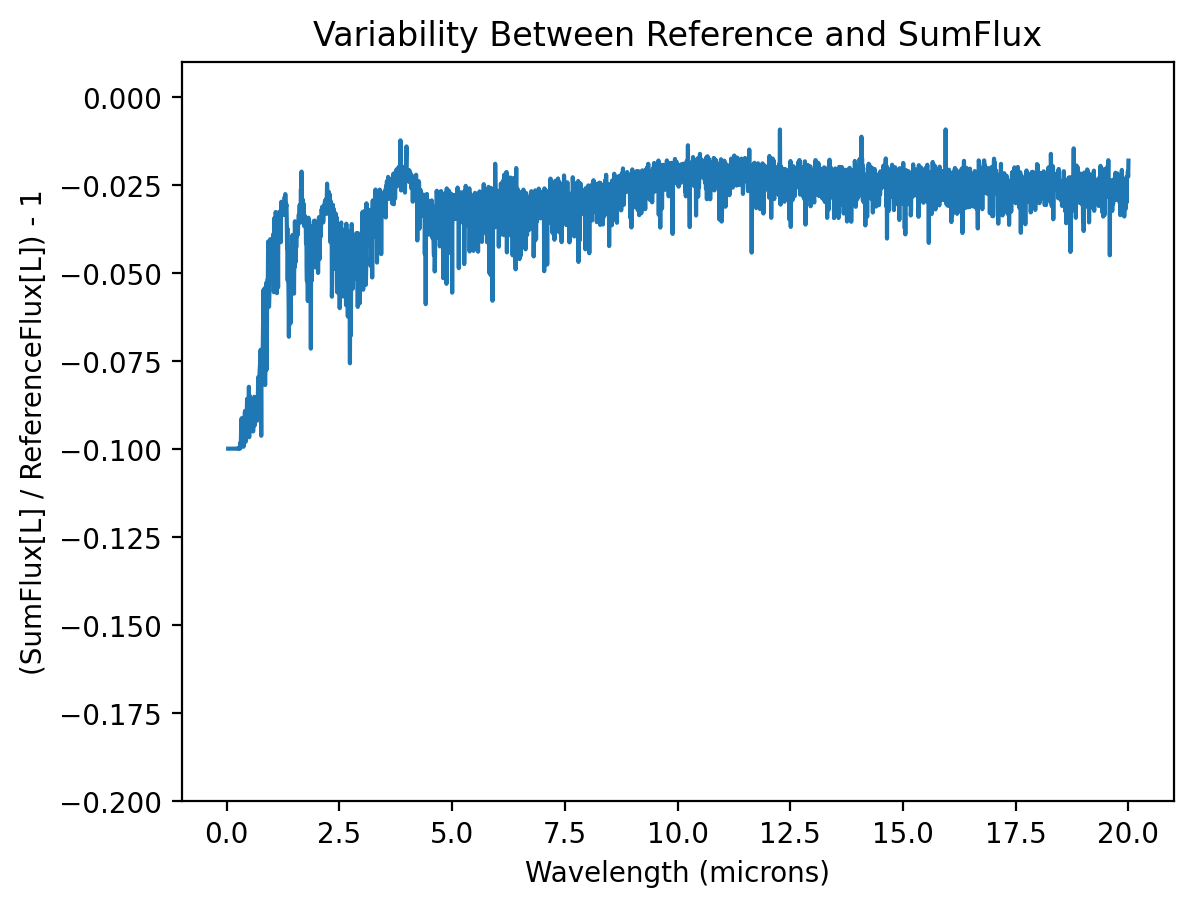 Variability Between Reference and SumFlux
(SumFlux[L] / ReferenceFlux[L]) - 1
0.000
−0.025
−0.050
−0.075
−0.100
−0.125
−0.150
−0.175
−0.200
0.0 2.5 5.0 7.5 10.0 12.5 15.0 17.5 20.0
Wavelength (microns)